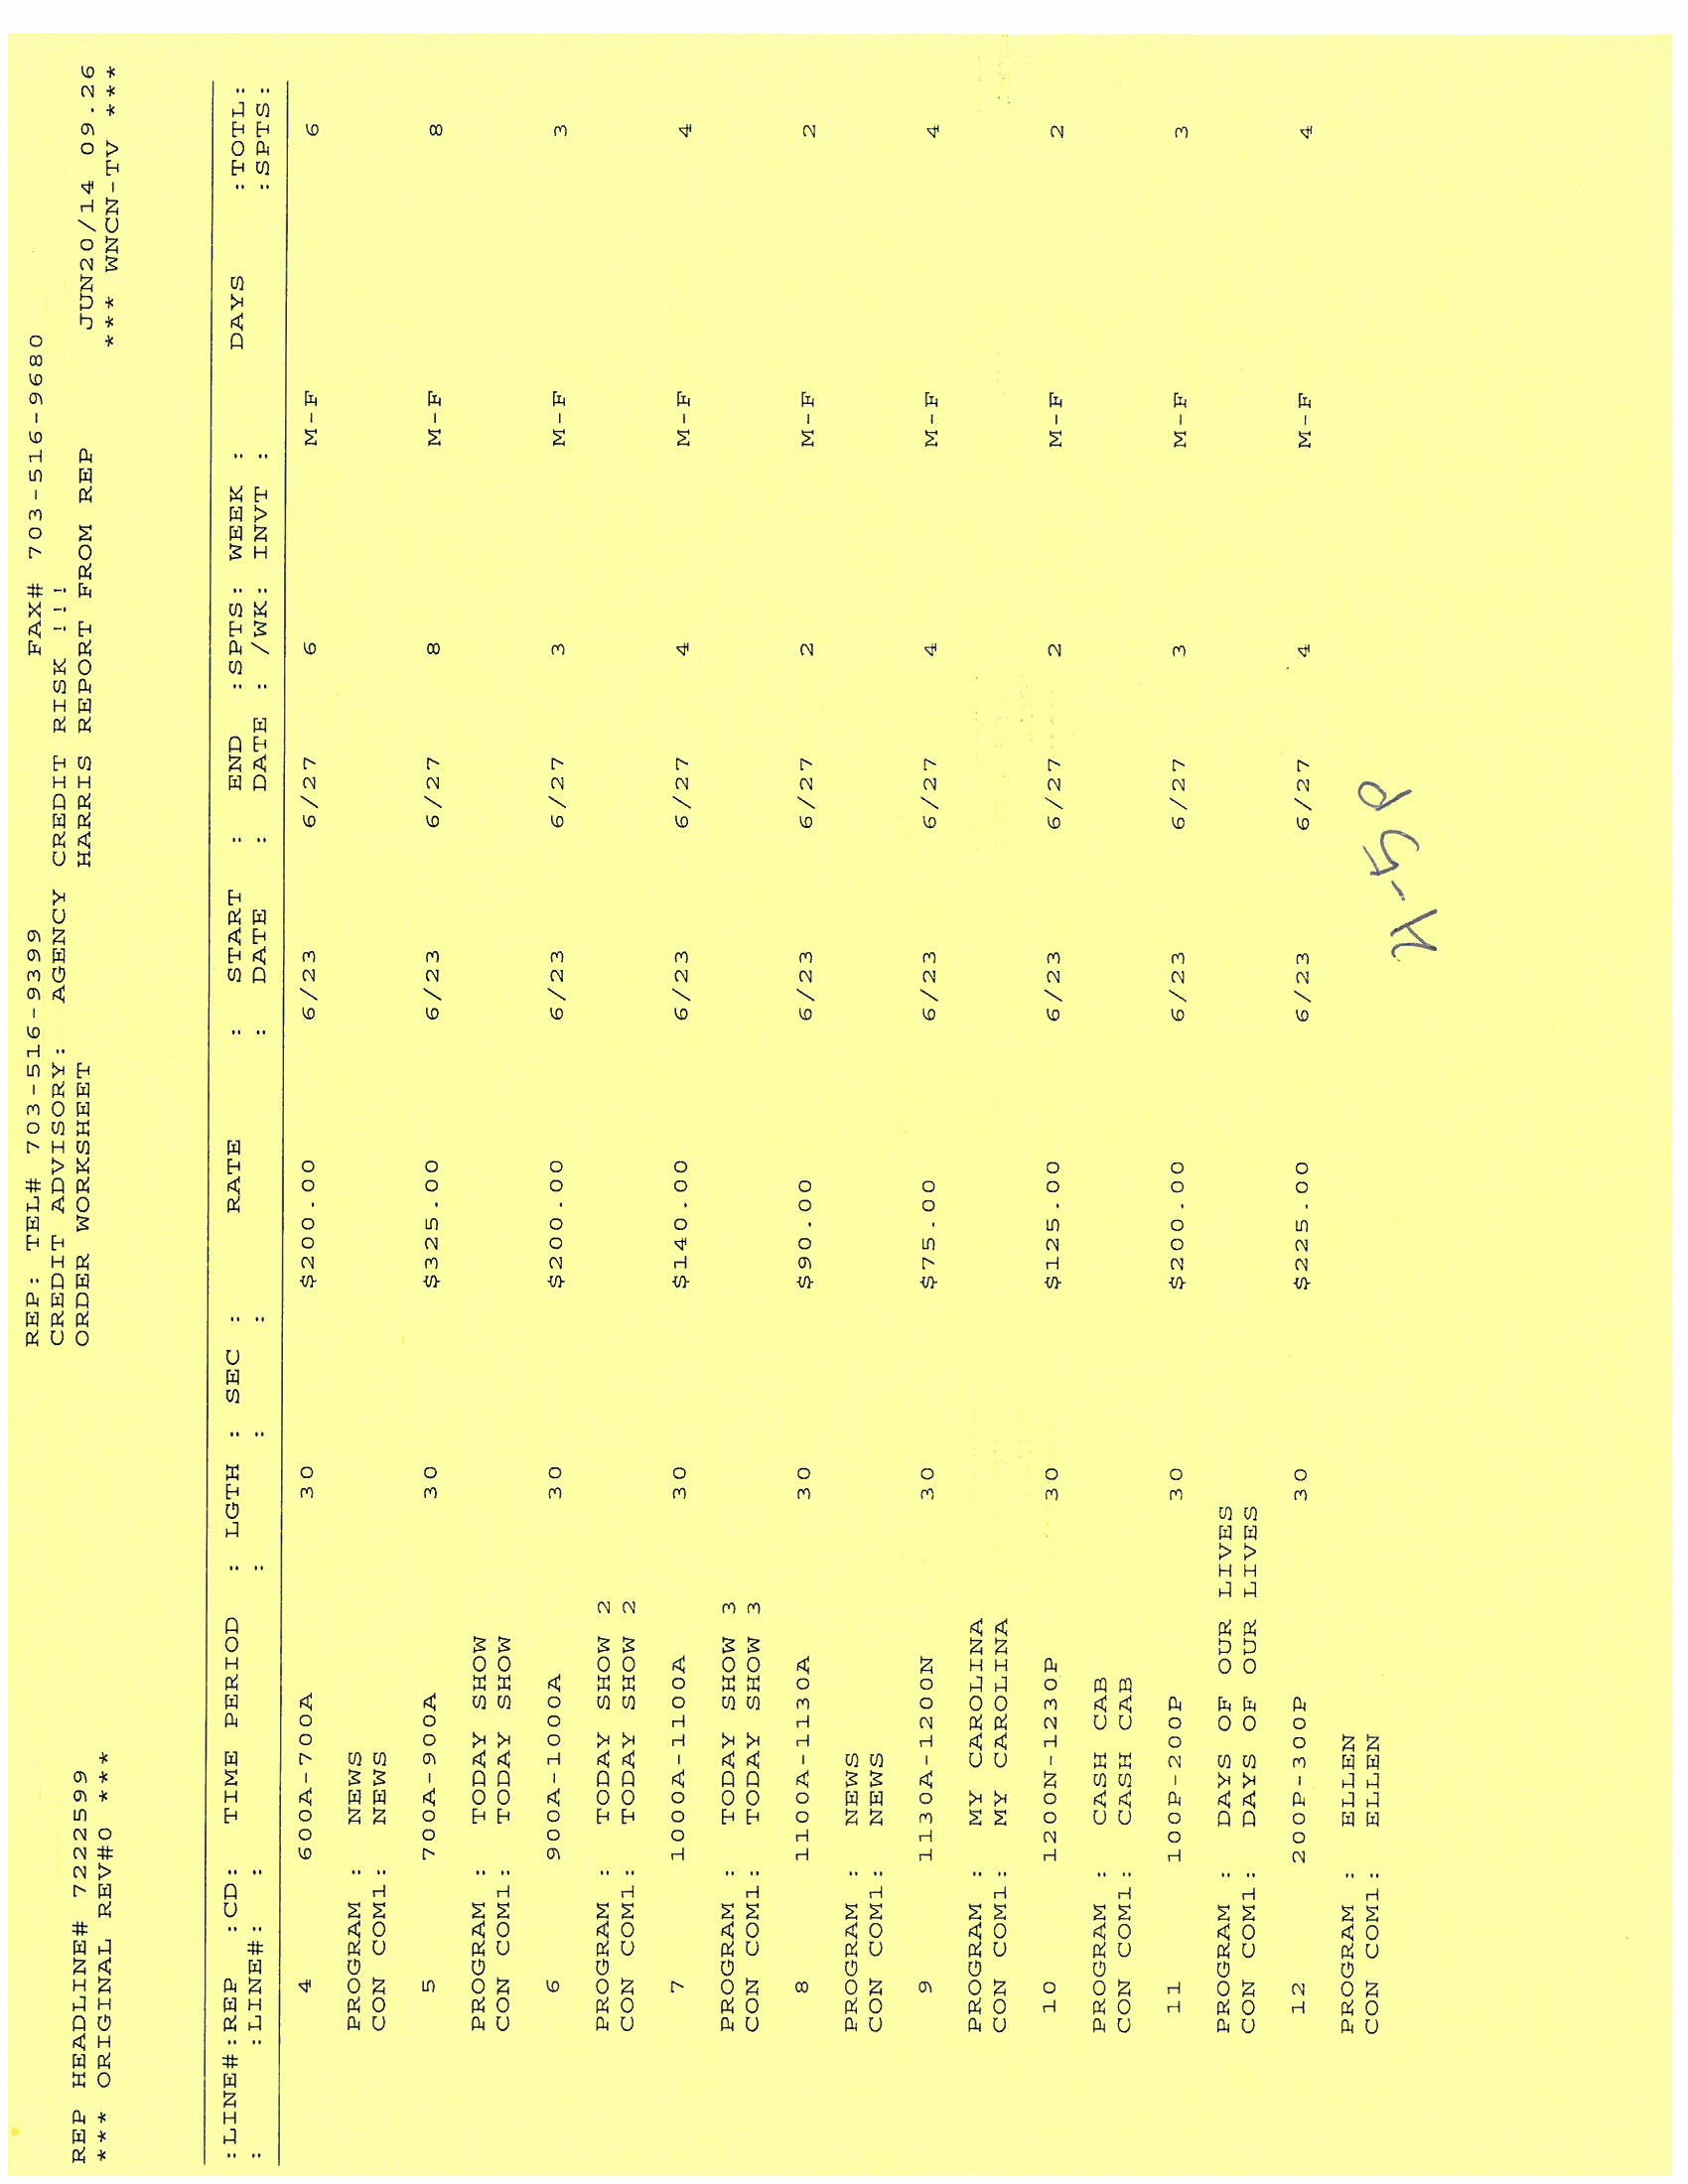 REP: TEL# 703-516-9399 FAX# 703-516-9680
CREDIT ADVISORY: AGENCY CREDIT RISK !!!
REP HEADLINE# 7222599 ORDER WORKSHEET HARRIS REPORT FROM REP JUN20/14 09.26
*** ORIGINAL REV#0 *** *** WNCN-TV ***
:LINE#:REP :CD: TIME PERIOD : LGTH : SEC : RATE : START : END :SPTS: WEEK : DAYS :TOTL:
: :LINE#: : : : : DATE : DATE : /WK: INVT : :SPTS:
4 600A-700A 30 $200.00 6/23 6/27 6 M-F 6
PROGRAM : NEWS
CON COM1: NEWS
5 700A-900A 30 $325.00 6/23 6/27 8 M-F 8
PROGRAM : TODAY SHOW
CON COM1: TODAY SHOW
6 900A-1000A 30 $200.00 6/23 6/27 3 M-F 3
PROGRAM : TODAY SHOW 2
CON COM1: TODAY SHOW 2
7 1000A-1100A 30 $140.00 6/23 6/27 4 M-F 4
PROGRAM : TODAY SHOW 3
CON COM1: TODAY SHOW 3
8 1100A-1130A 30 $90.00 6/23 6/27 2 M-F 2
PROGRAM : NEWS
CON COM1: NEWS
9 1130A-1200N 30 $75.00 6/23 6/27 4 M-F 4
PROGRAM : MY CAROLINA
CON COM1: MY CAROLINA
10 1200N-1230P 30 $125.00 6/23 6/27 2 M-F 2
PROGRAM : CASH CAB
CON COM1: CASH CAB
11 100P-200P 30 $200.00 6/23 6/27 3 M-F 3
PROGRAM : DAYS OF OUR LIVES
CON COM1: DAYS OF OUR LIVES
12 200P-300P 30 $225.00 6/23 6/27 4 M-F 4
PROGRAM : ELLEN
CON COM1: ELLEN